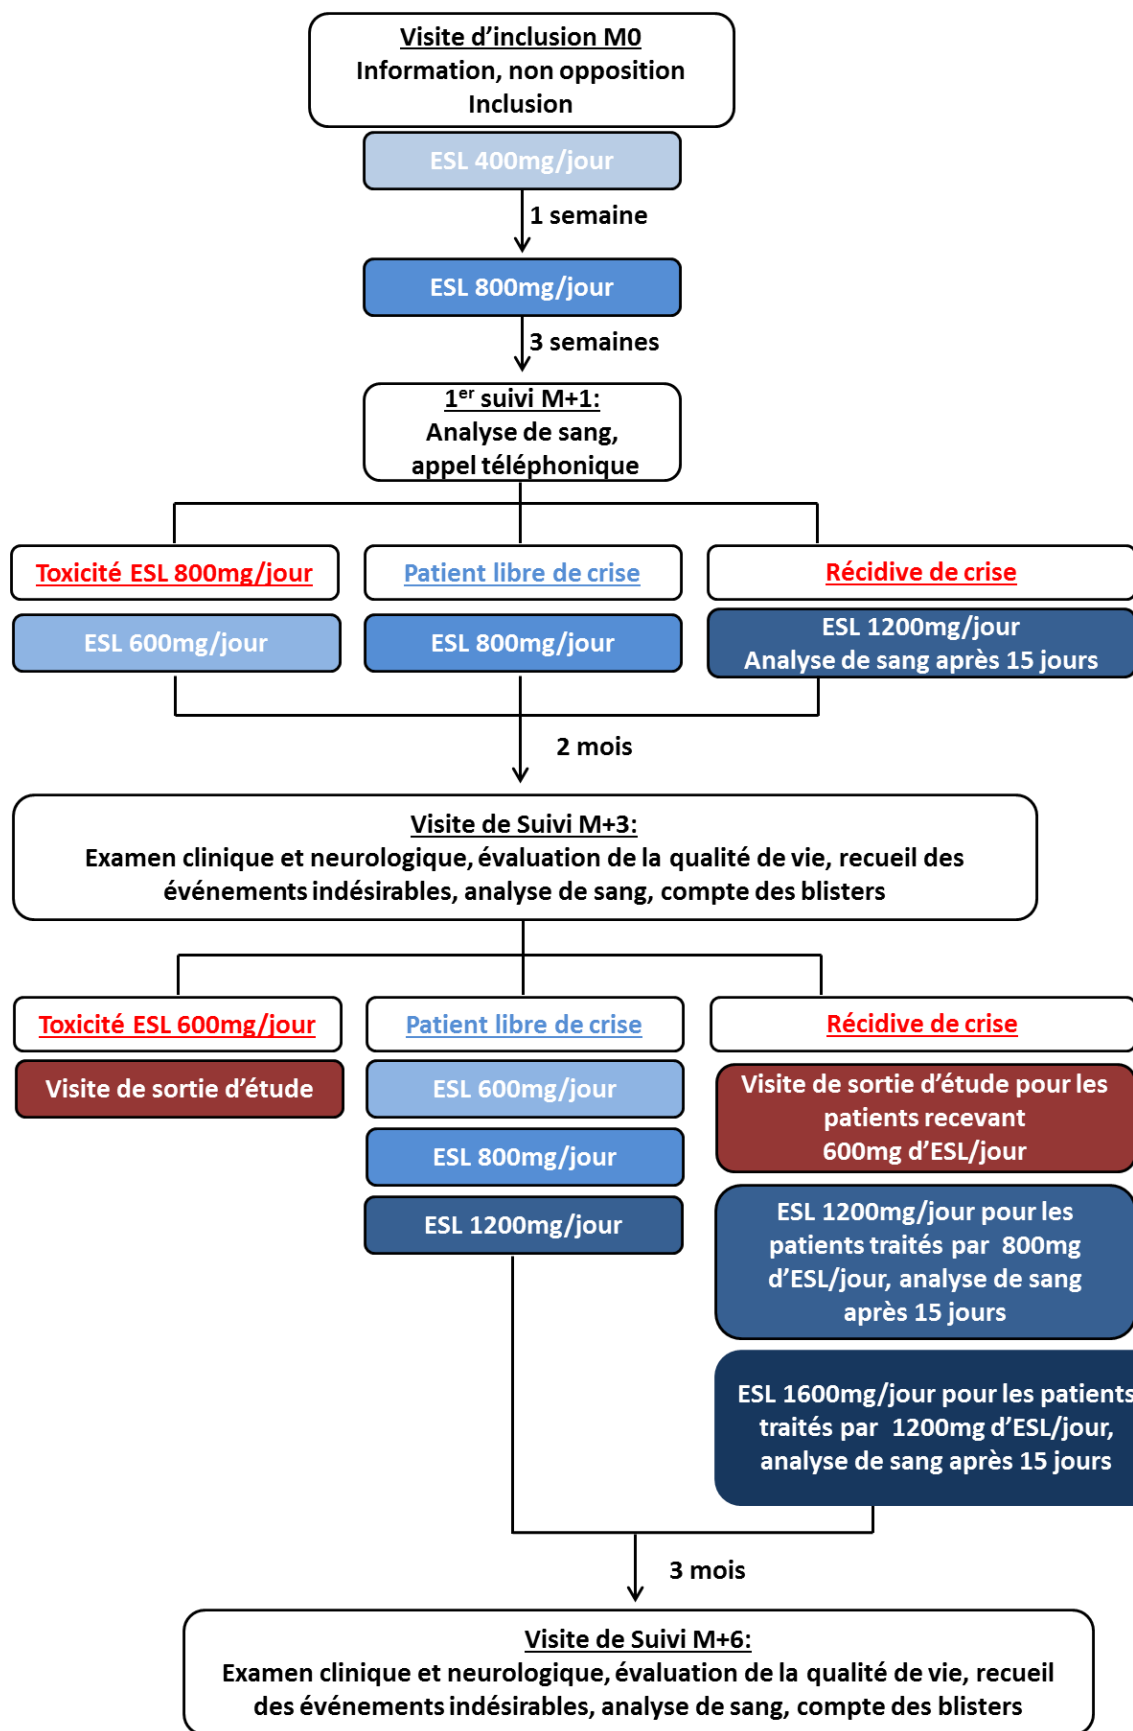 Visite d'inclusion M0
Information, non opposition
Inclusion
ESL 400mg/jour
1 semaine
ESL 800mg/jour
3 semaines
1er suivi M+1:
Analyse de sang,
appel téléphonique
Toxicité ESL 800mg/jour
Patient libre de crise
Récidive de crise
ESL 600mg/jour
ESL 800mg/jour
ESL 1200mg/jour
Analyse de sang après 15 jours
2 mois
Visite de Suivi M+3:
Examen clinique et neurologique, évaluation de la qualité de vie, recueil des
événements indésirables, analyse de sang, compte des blisters
Toxicité ESL 600mg/jour
Patient libre de crise
Récidive de crise
Visite de sortie d'étude
ESL 600mg/jour
ESL 800mg/jour
ESL 1200mg/jour
Visite de sortie d'étude pour les
patients recevant
600mg d'ESL/jour
ESL 1200mg/jour pour les
patients traités par 800mg
d'ESL/jour, analyse de sang
après 15 jours
ESL 1600mg/jour pour les patients
traités par 1200mg d'ESL/jour,
analyse de sang après 15 jours
3 mois
Visite de Suivi M+6:
Examen clinique et neurologique, évaluation de la qualité de vie, recueil
des événements indésirables, analyse de sang, compte des blisters